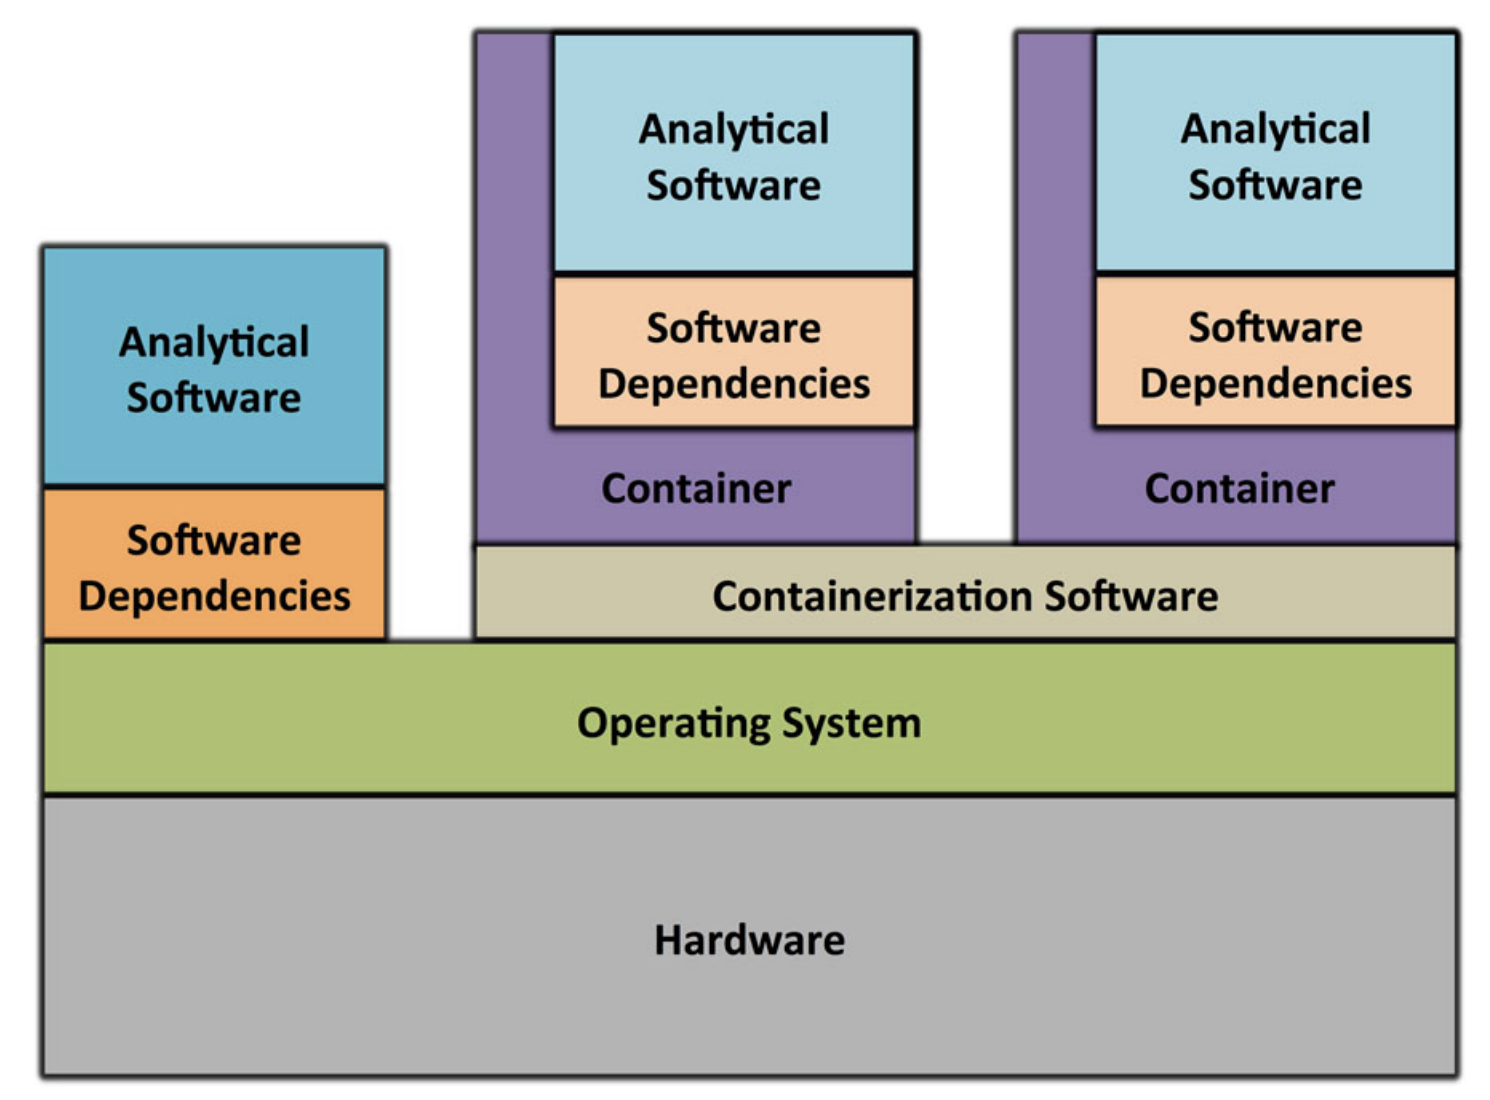 Analytical
Software
Software
Dependencies
Analytical
Software
Software
Dependencies
Container
Analytical
Software
Software
Dependencies
Container
Containerization Software
Operating System
Hardware